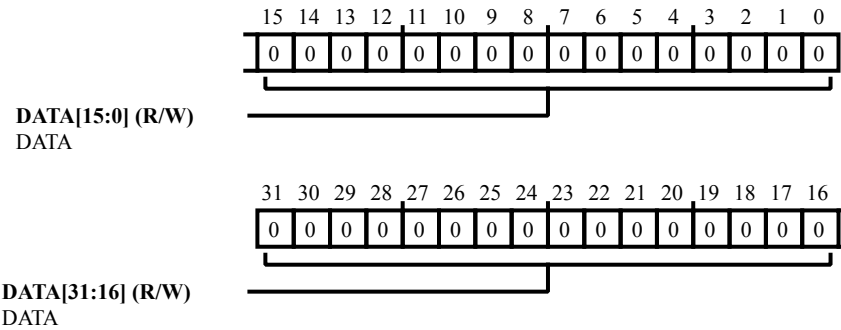 15 14 13 12 11 10 9 8 7 6 5 4 3 2 1 0
0 0 0 0 0 0 0 0 0 0 0 0 0 0 0 0
DATA[15:0] (R/W)
DATA
31 30 29 28 27 26 25 24 23 22 21 20 19 18 17 16
0 0 0 0 0 0 0 0 0 0 0 0 0 0 0 0
DATA[31:16] (R/W)
DATA